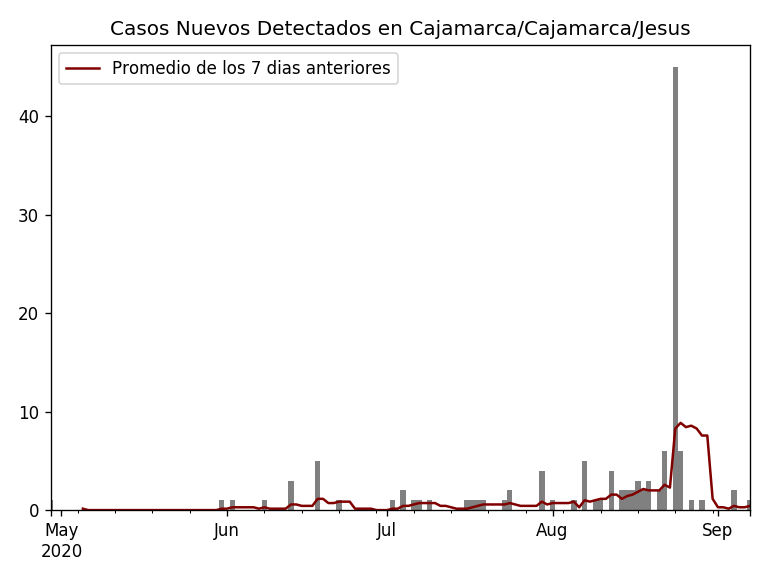 Casos Nuevos Detectados en Cajamarca/Cajamarca/Jesus
Promedio de los 7 dias anteriores
40
30
20
10
0
May Jun Jul Aug Sep
2020